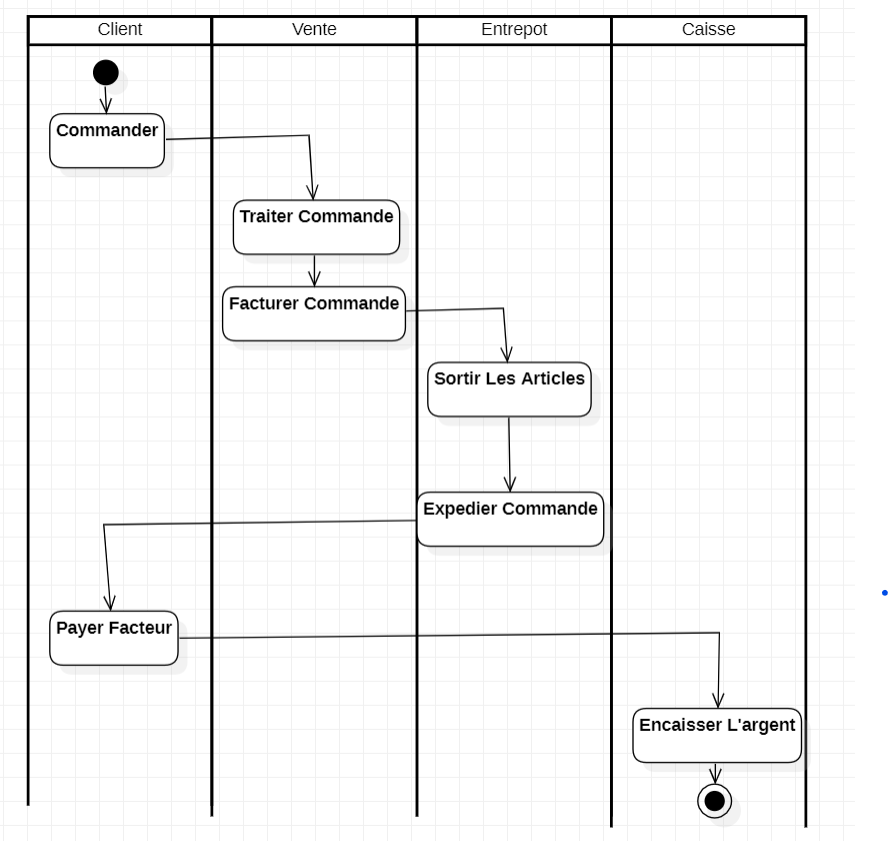 Client
Vente
Entrepot
Caisse
Commander
Traiter Commande
Facturer Commande
Sortir Les Articles
Expedier Commande
Payer Facteur
Encaisser L'argent